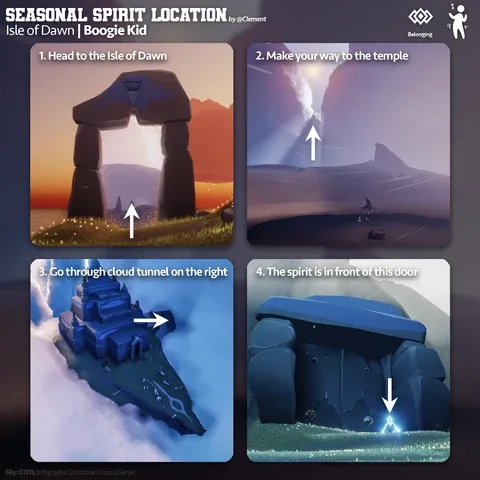 SEASONAL SPIRIT LOCATION by @Clement
Isle of Dawn | Boogie Kid
Belonging
1. Head to the Isle of Dawn
2. Make your way to the temple
3. Go through cloud tunnel on the right
4. The spirit is in front of this door
Sky: COTL Infographic Database Discord Server